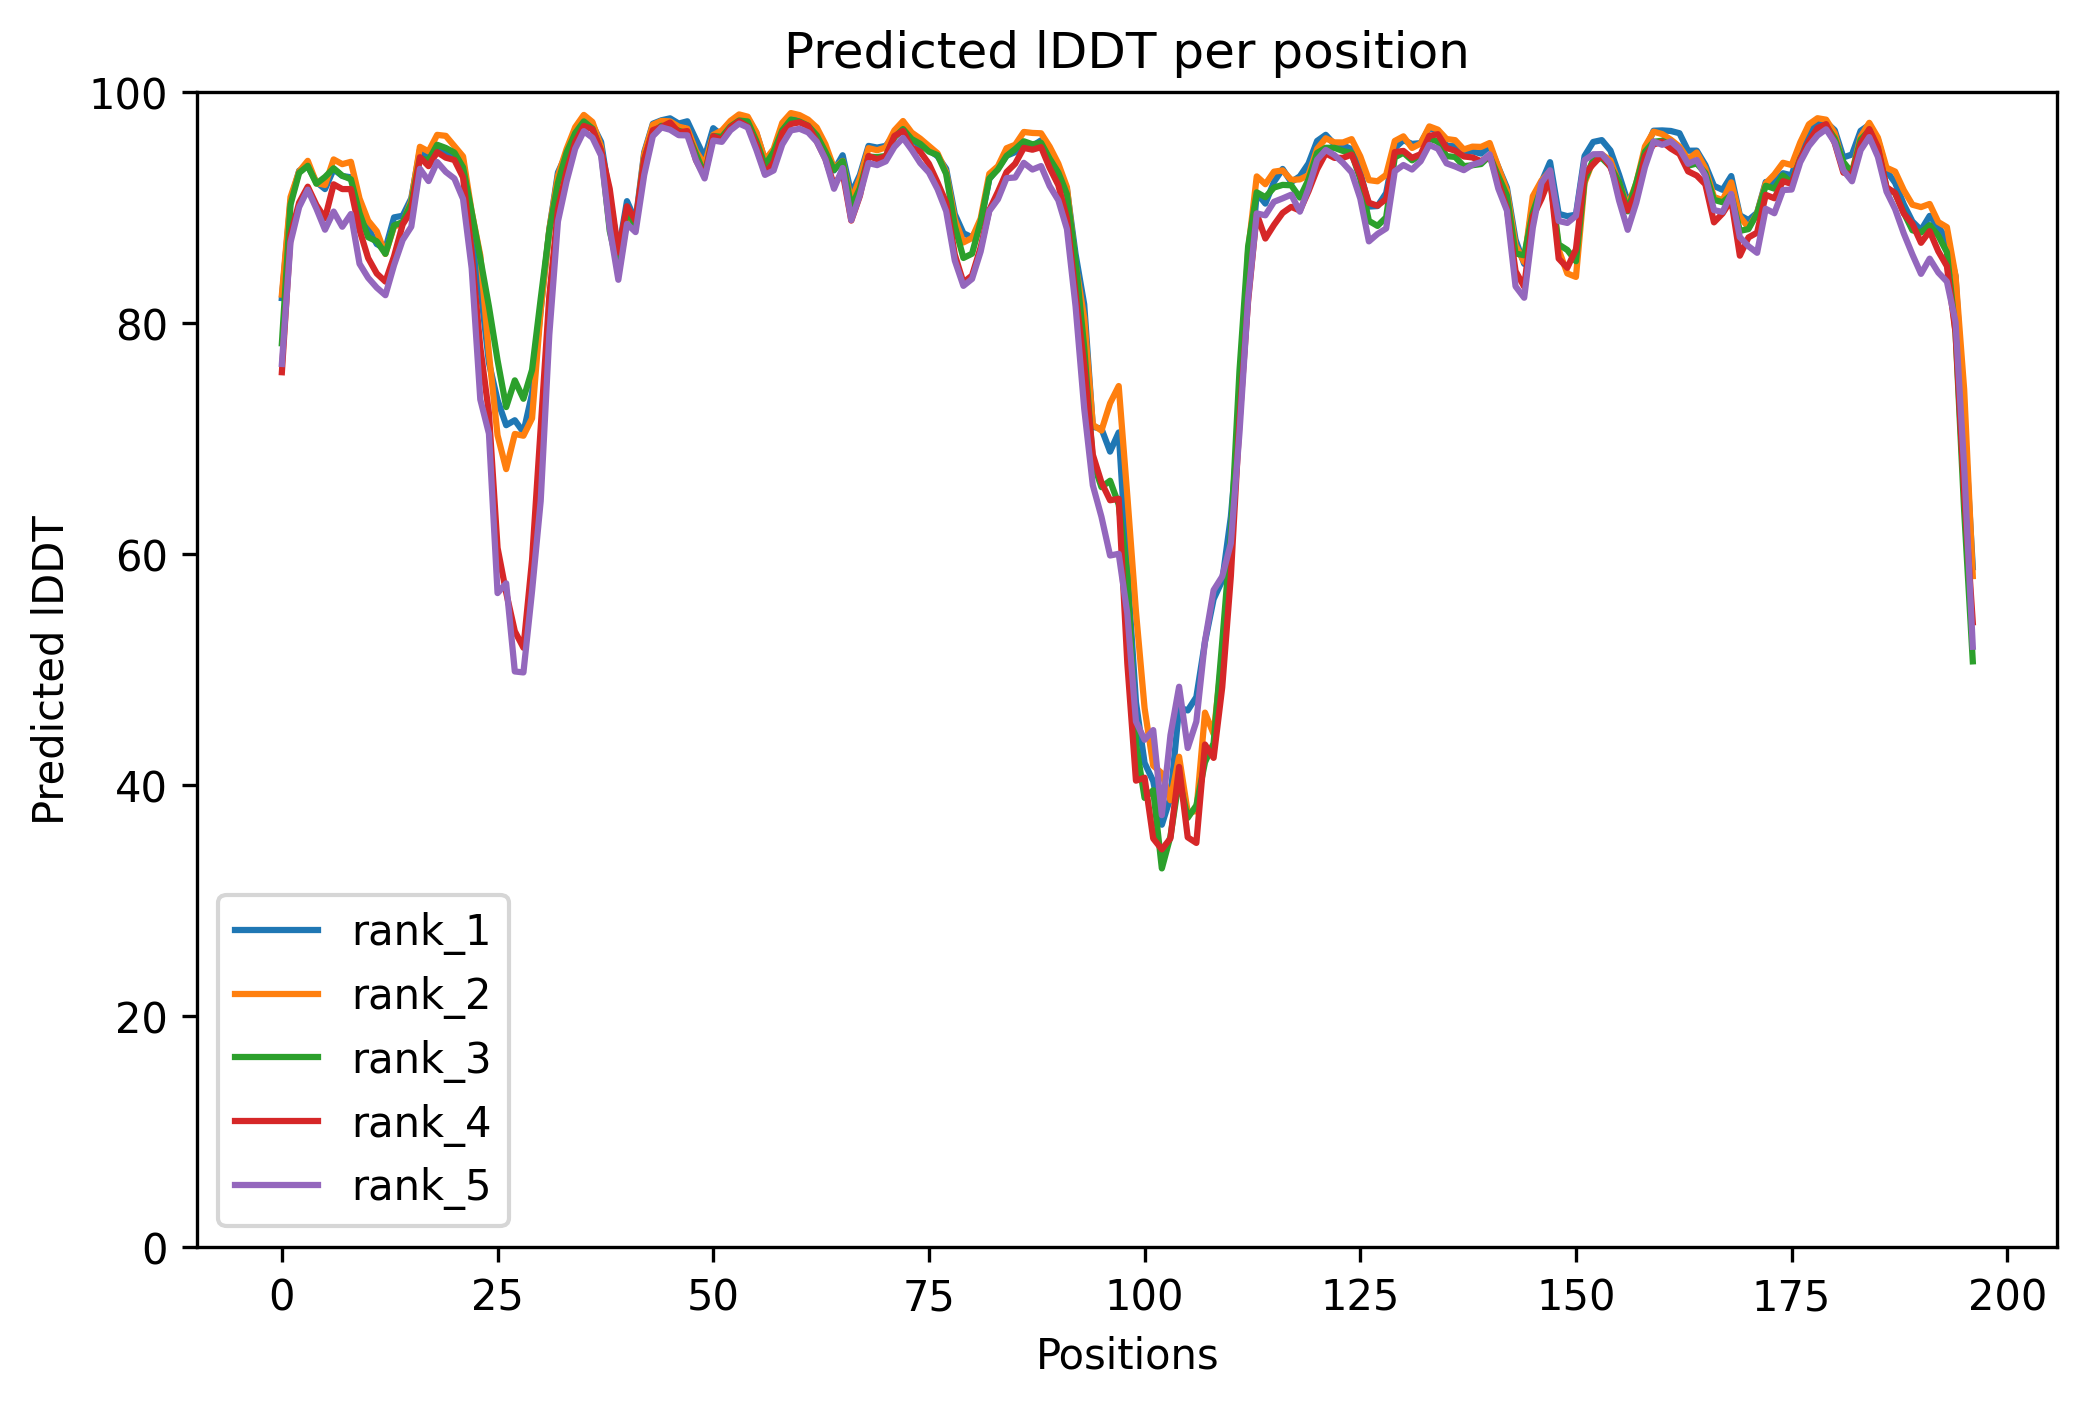 Predicted lDDT per position
100
80
60
40
20
0
Predicted lDDT
rank_1
rank_2
rank_3
rank_4
rank_5
0 25 50 75 100 125 150 175 200
Positions